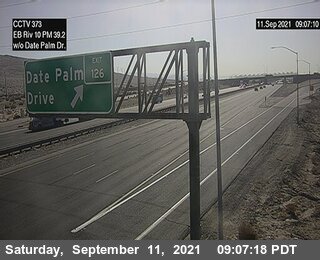 CCTV 373
EB Riv 10 PM 39.2
w/o Date Palm Dr.
11.Sep 2021 09:07:10
EXIT
126
Date Palm
Drive
Saturday, September 11, 2021 09:07:18 PDT